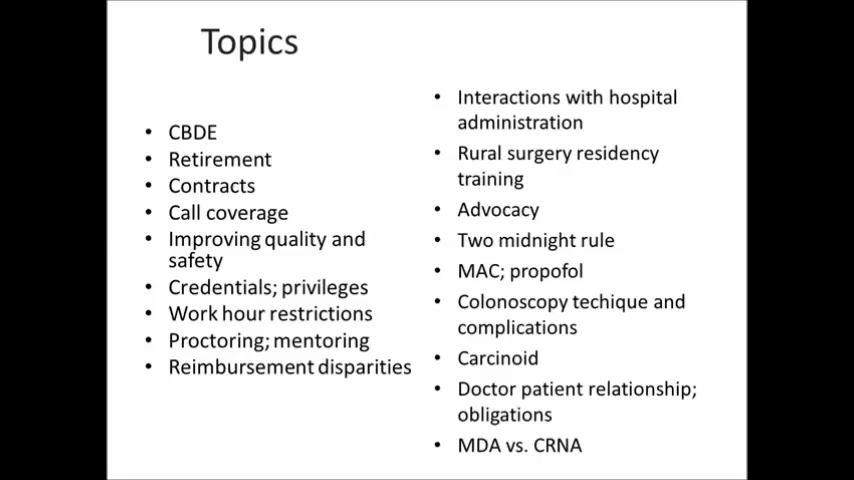 Topics
• CBDE
• Retirement
• Contracts
• Call coverage
• Improving quality and
safety
• Credentials; privileges
• Work hour restrictions
• Proctoring; mentoring
• Reimbursement disparities
• Interactions with hospital
administration
• Rural surgery residency
training
• Advocacy
• Two midnight rule
• MAC; propofol
• Colonoscopy techique and
complications
• Carcinoid
• Doctor patient relationship;
obligations
• MDA vs. CRNA